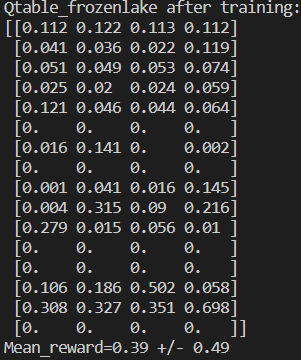 Qtable_frozenlake after training:
[[0.112 0.122 0.113 0.112]
 [0.041 0.036 0.022 0.119]
 [0.051 0.049 0.053 0.074]
 [0.025 0.02  0.024 0.059]
 [0.121 0.046 0.044 0.064]
 [0.    0.    0.    0.   ]
 [0.016 0.141 0.    0.002]
 [0.    0.    0.    0.   ]
 [0.001 0.041 0.016 0.145]
 [0.004 0.315 0.09  0.216]
 [0.279 0.015 0.056 0.01 ]
 [0.    0.    0.    0.   ]
 [0.    0.    0.    0.   ]
 [0.106 0.186 0.502 0.058]
 [0.308 0.327 0.351 0.698]
 [0.    0.    0.    0.   ]]
Mean_reward=0.39 +/- 0.49